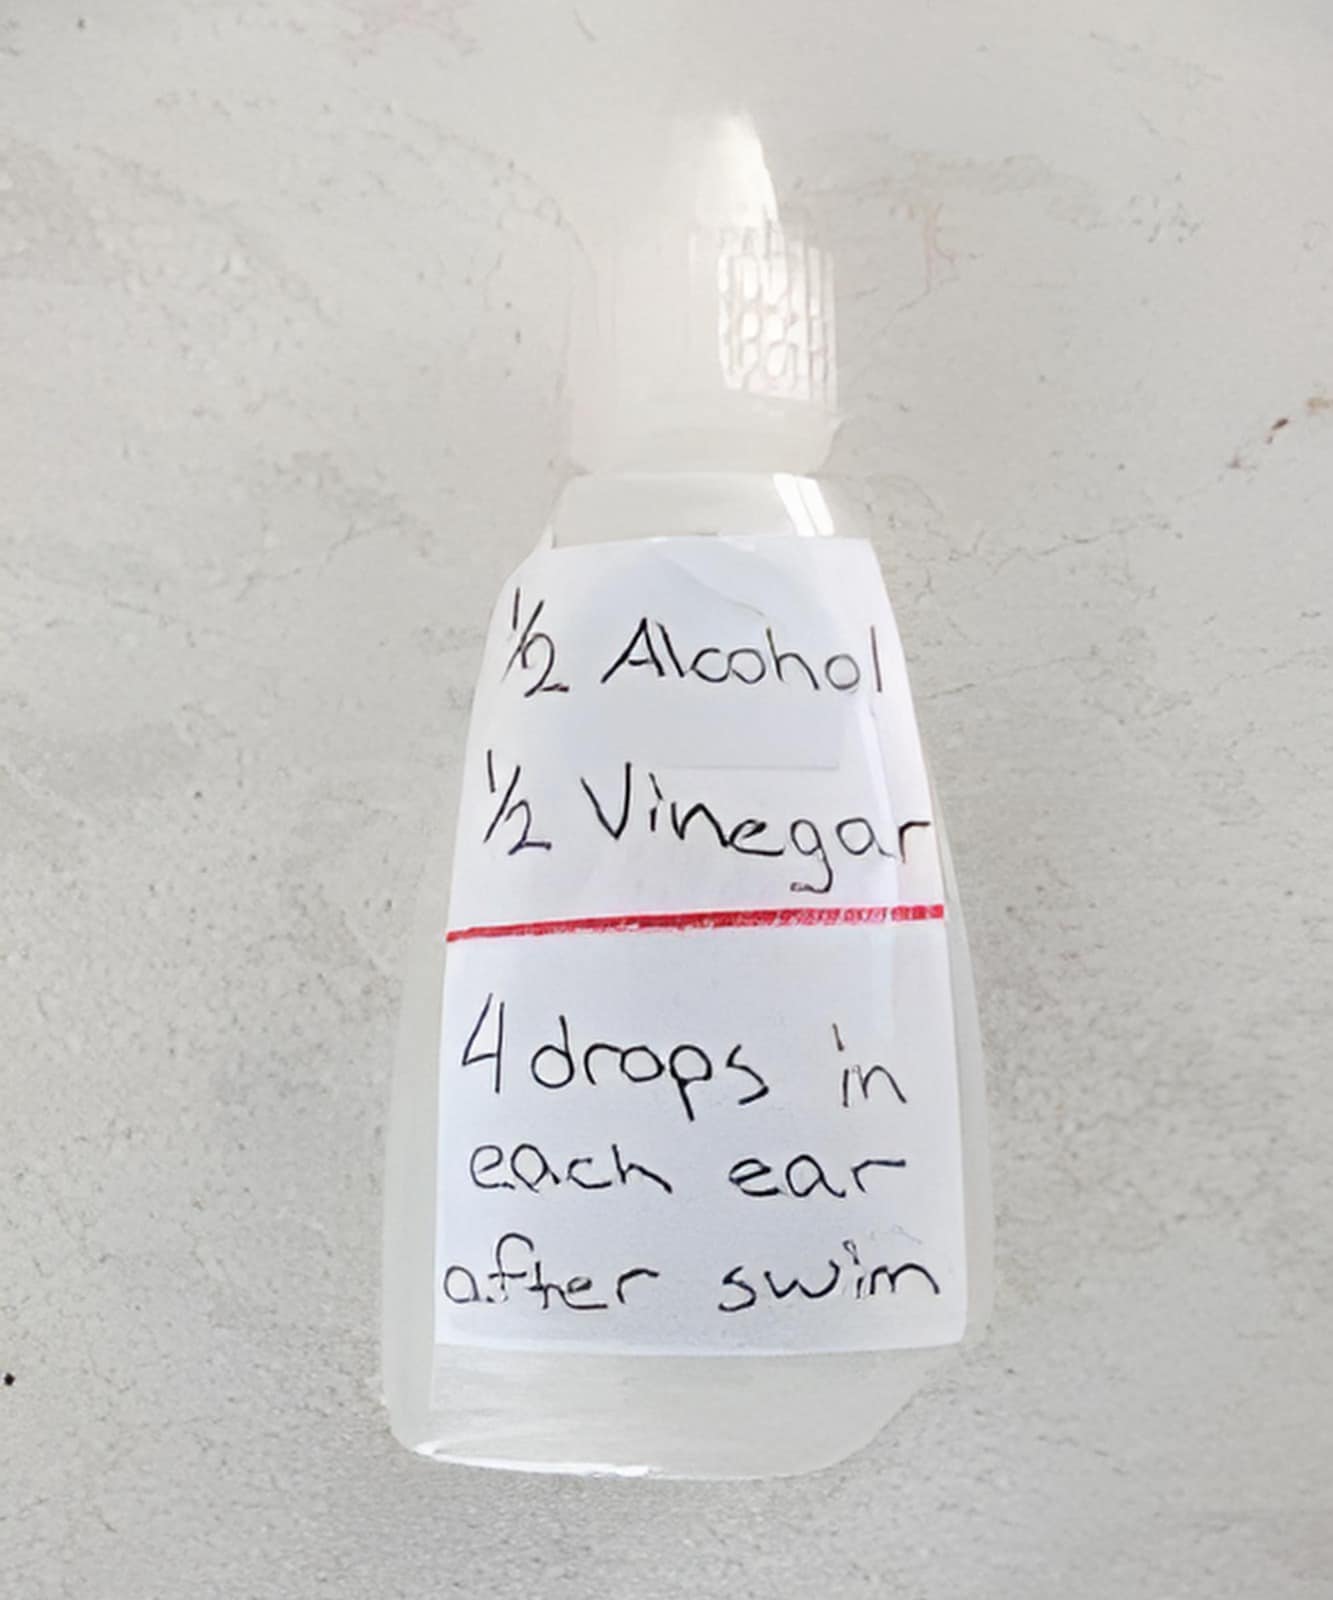 ½ Alcohol
½ Vinegar
4 drops in
each ear
after swim